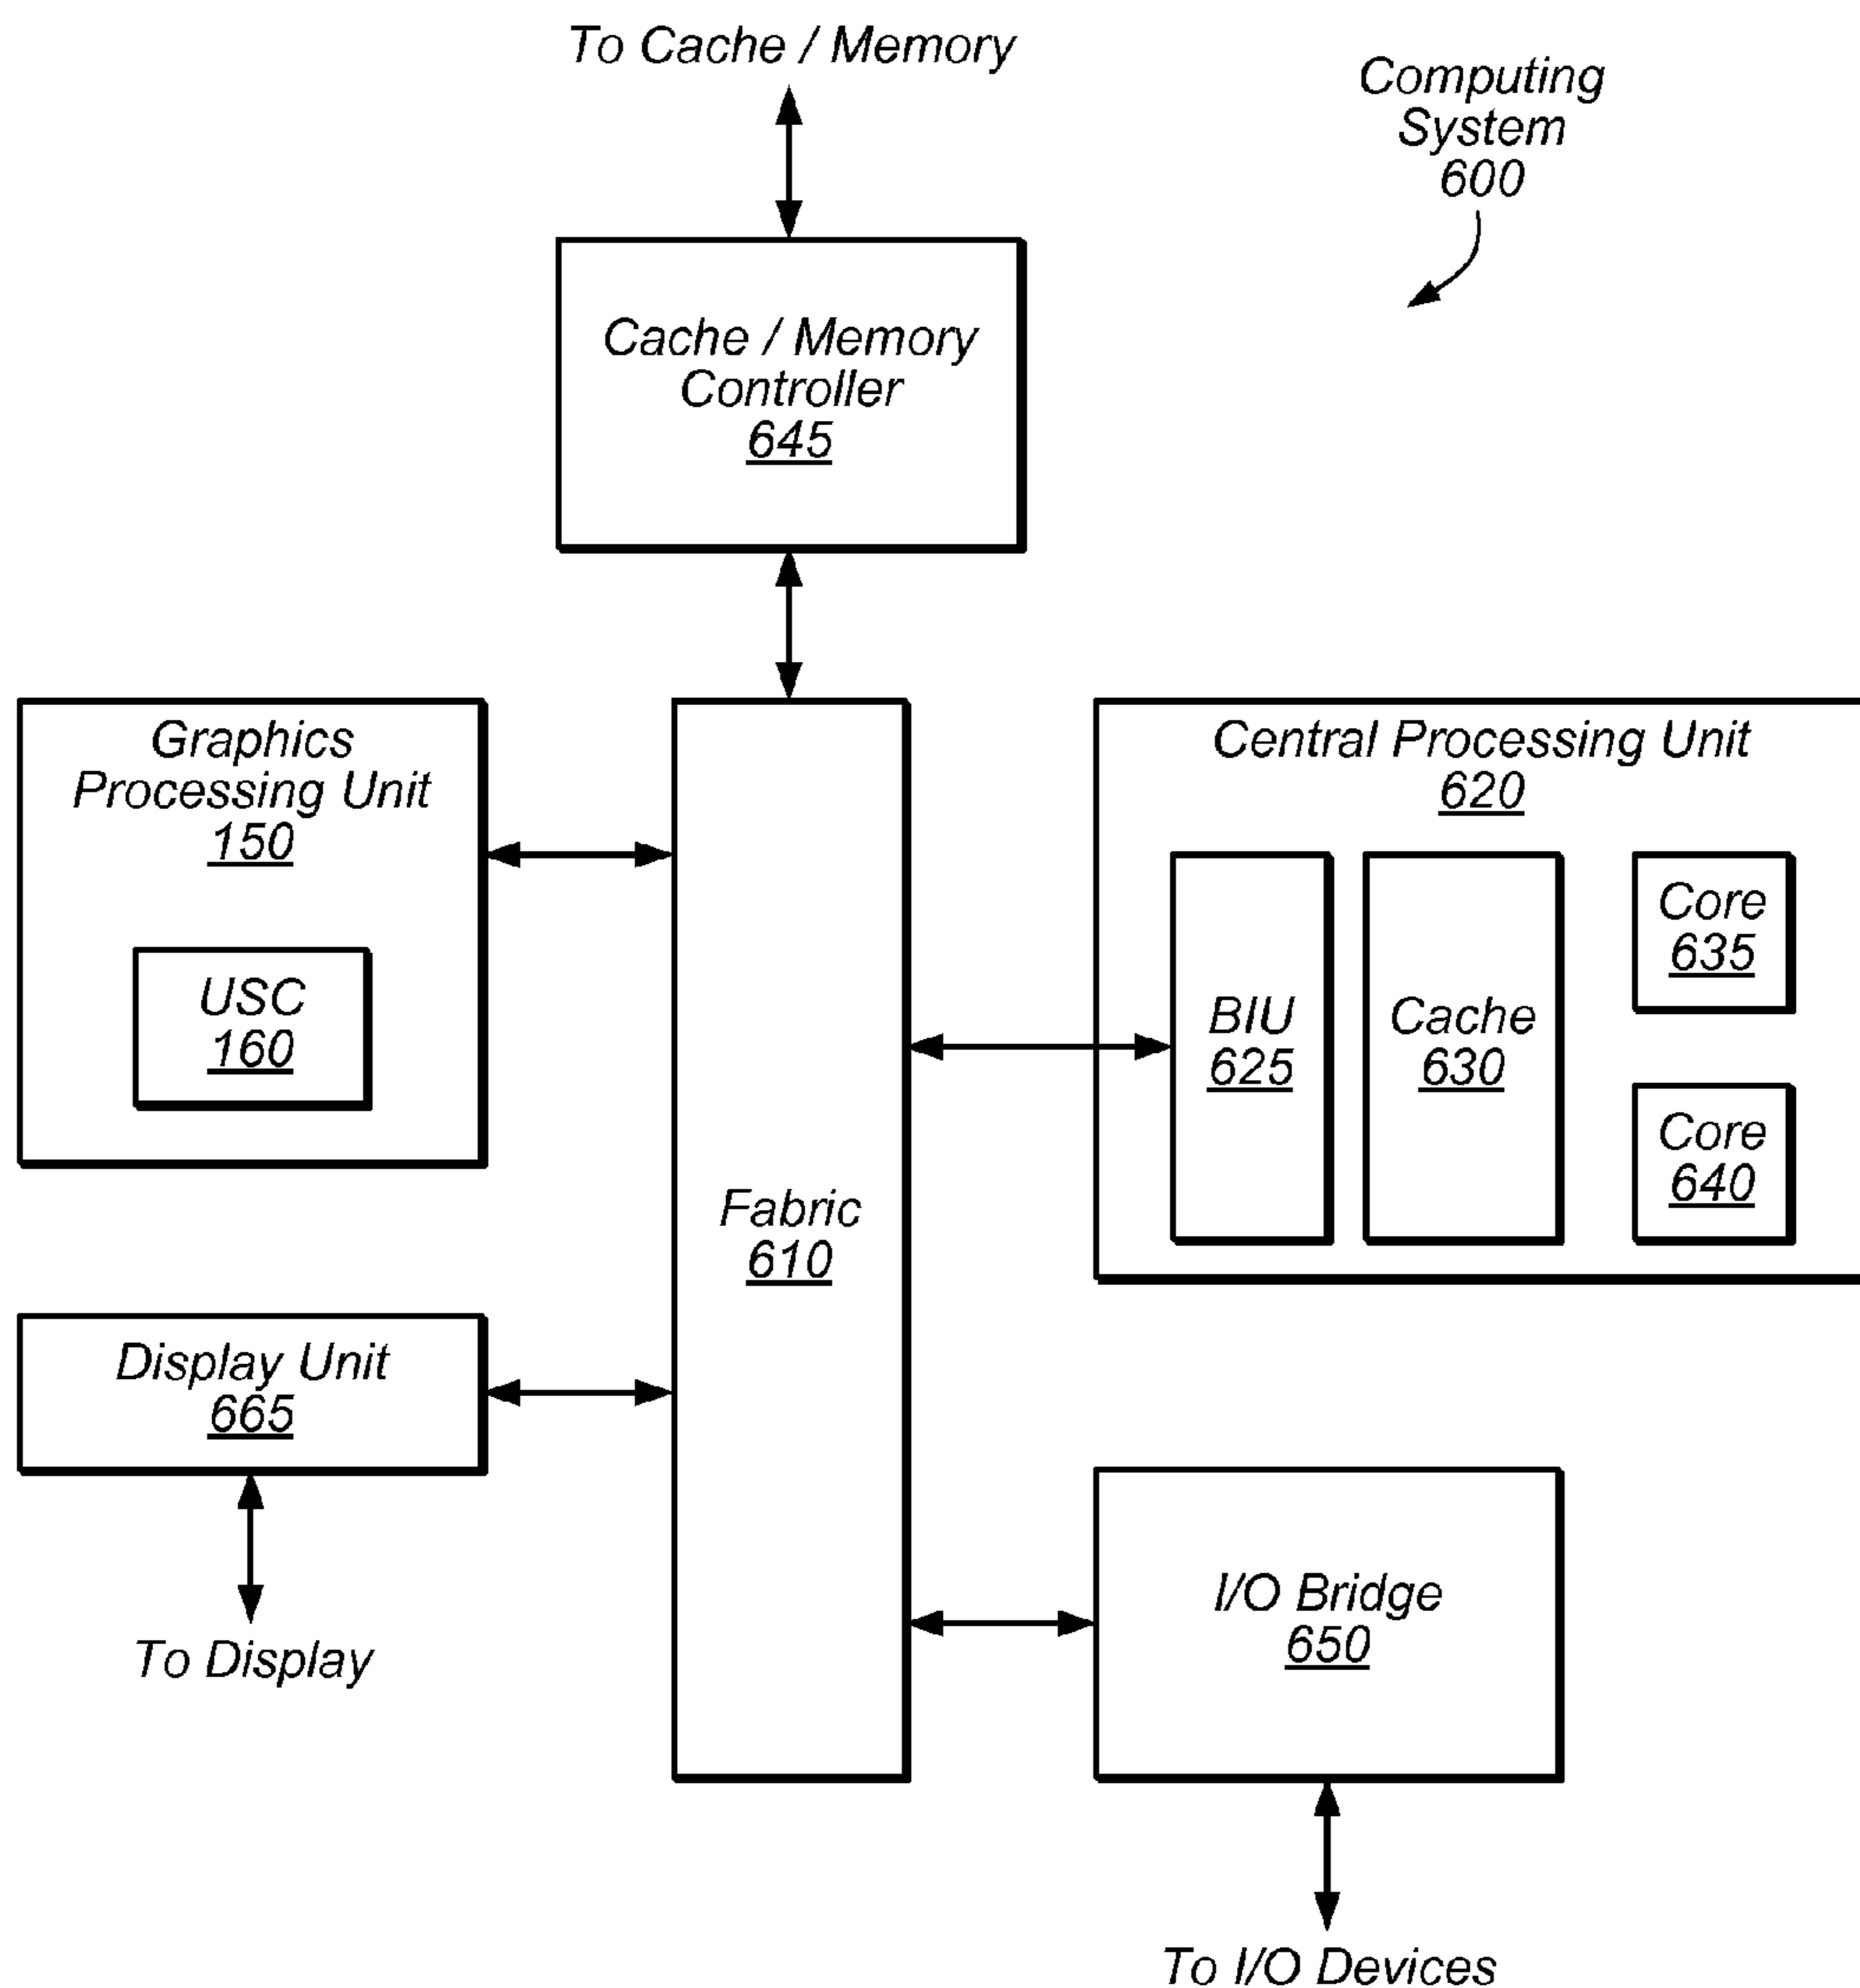 To Cache / Memory
Computing
System
600
Cache / Memory
Controller
645
Graphics
Processing Unit
150
USC
160
Fabric
610
Central Processing Unit
620
BIU
625
Cache
630
Core
635
Core
640
Display Unit
665
To Display
I/O Bridge
650
To I/O Devices